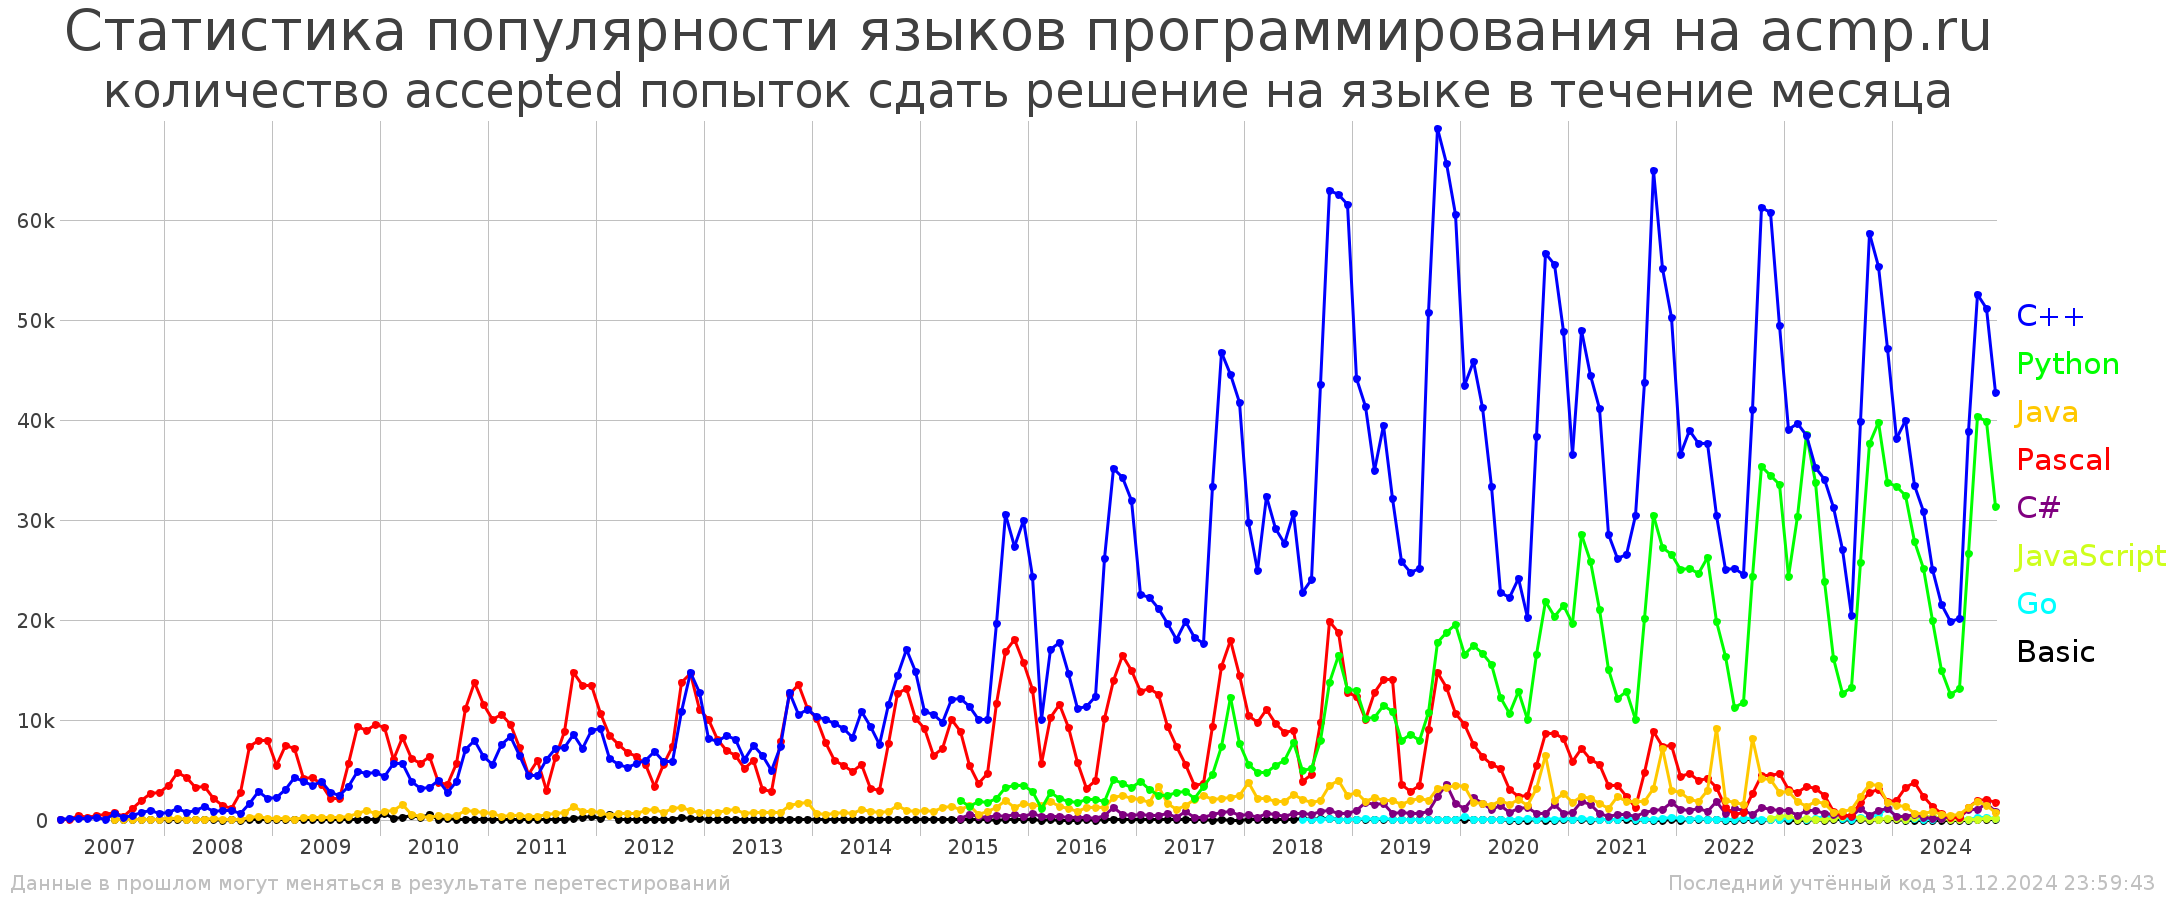 Статистика популярности языков программирования на acmp.ru
количество accepted попыток сдать решение на языке в течение месяца
60k
50k
40k
30k
20k
10k
0
C++
Python
Java
Pascal
C#
JavaScript
Go
Basic
2007 2008 2009 2010 2011 2012 2013 2014 2015 2016 2017 2018 2019 2020 2021 2022 2023 2024
Данные в прошлом могут меняться в результате перетестирований
Последний учтённый код 31.12.2024 23:59:43